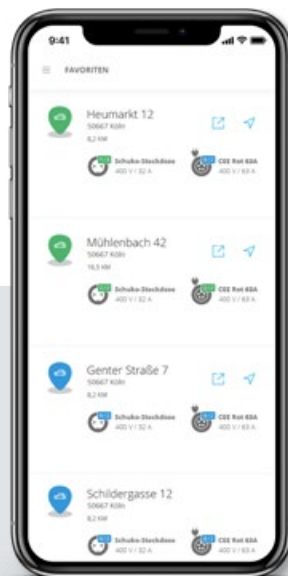 9:41
FAVORITEN
Heumarkt 12
50667 Köln
8,2 KM
Schuko-Steckdose
400 V / 32 A
CEE Rot 63A
400 V / 63 A
Mühlenbach 42
50667 Köln
16,5 KM
Schuko-Steckdose
400 V / 32 A
CEE Rot 63A
400 V / 63 A
Genter Straße 7
50667 Köln
8,2 KM
Schuko-Steckdose
400 V / 32 A
CEE Rot 63A
400 V / 63 A
Schildergasse 12
50667 Köln
8,2 KM
Schuko-Steckdose
400 V / 32 A
CEE Rot 63A
400 V / 63 A